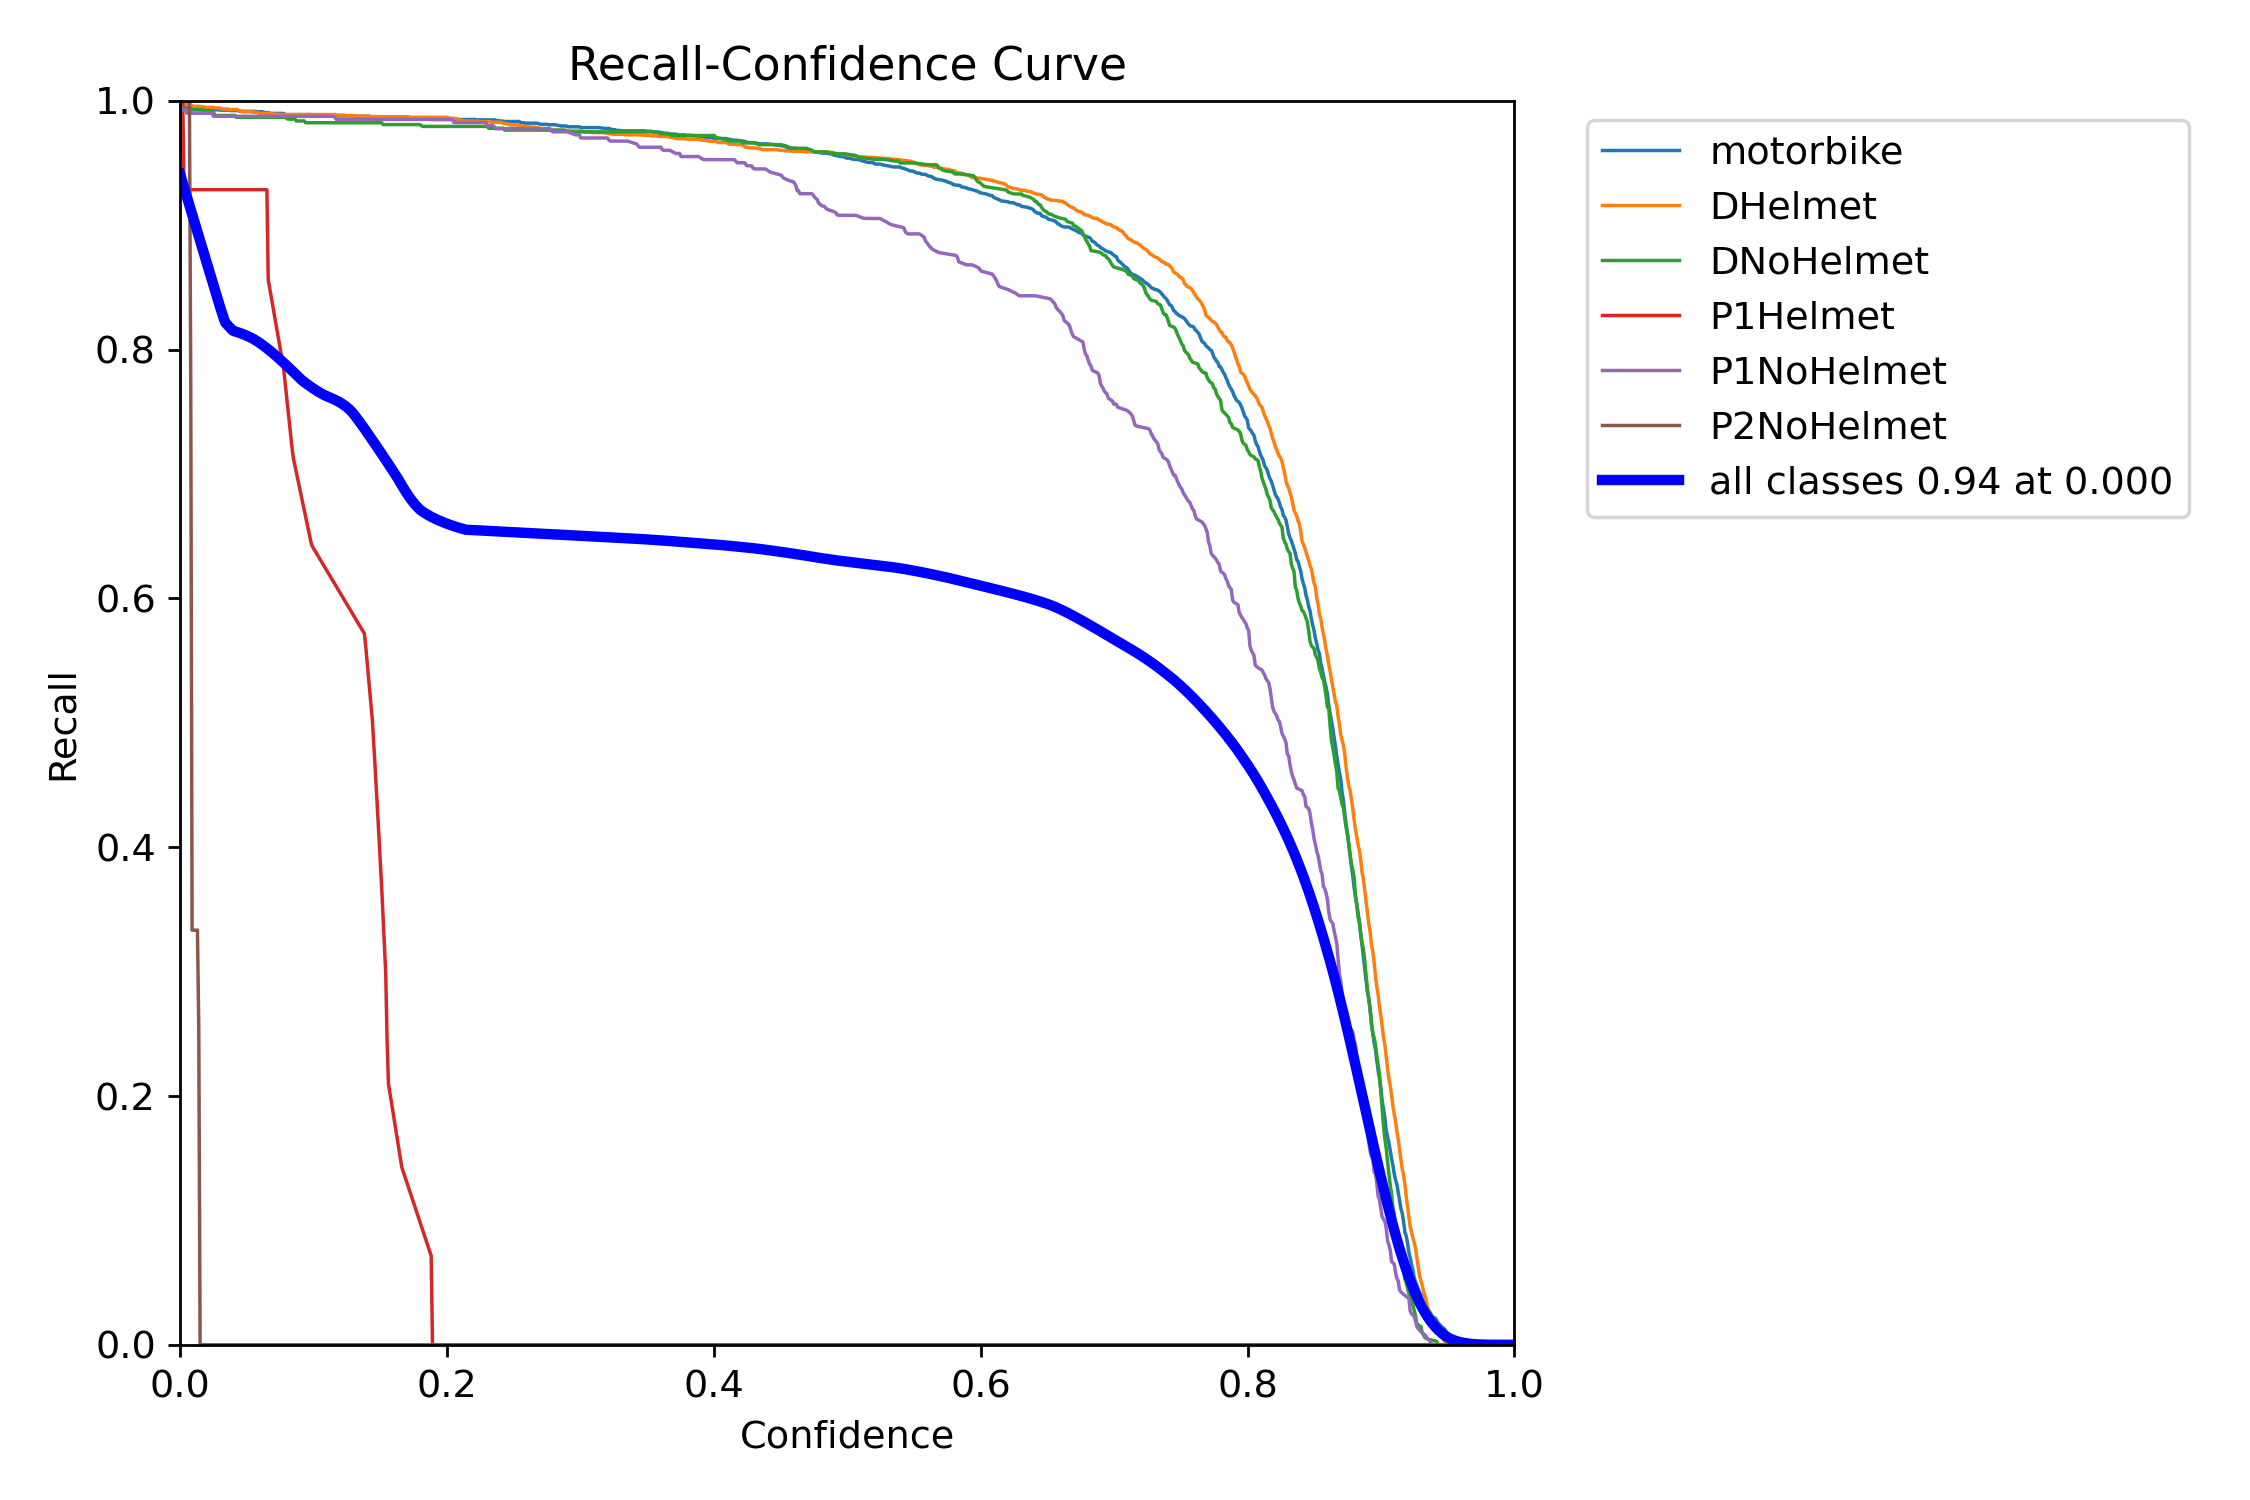 Recall-Confidence Curve
1.0
0.8
0.6
0.4
0.2
0.0
Recall
0.0 0.2 0.4 0.6 0.8 1.0
Confidence
motorbike
DHelmet
DNoHelmet
P1Helmet
P1NoHelmet
P2NoHelmet
all classes 0.94 at 0.000